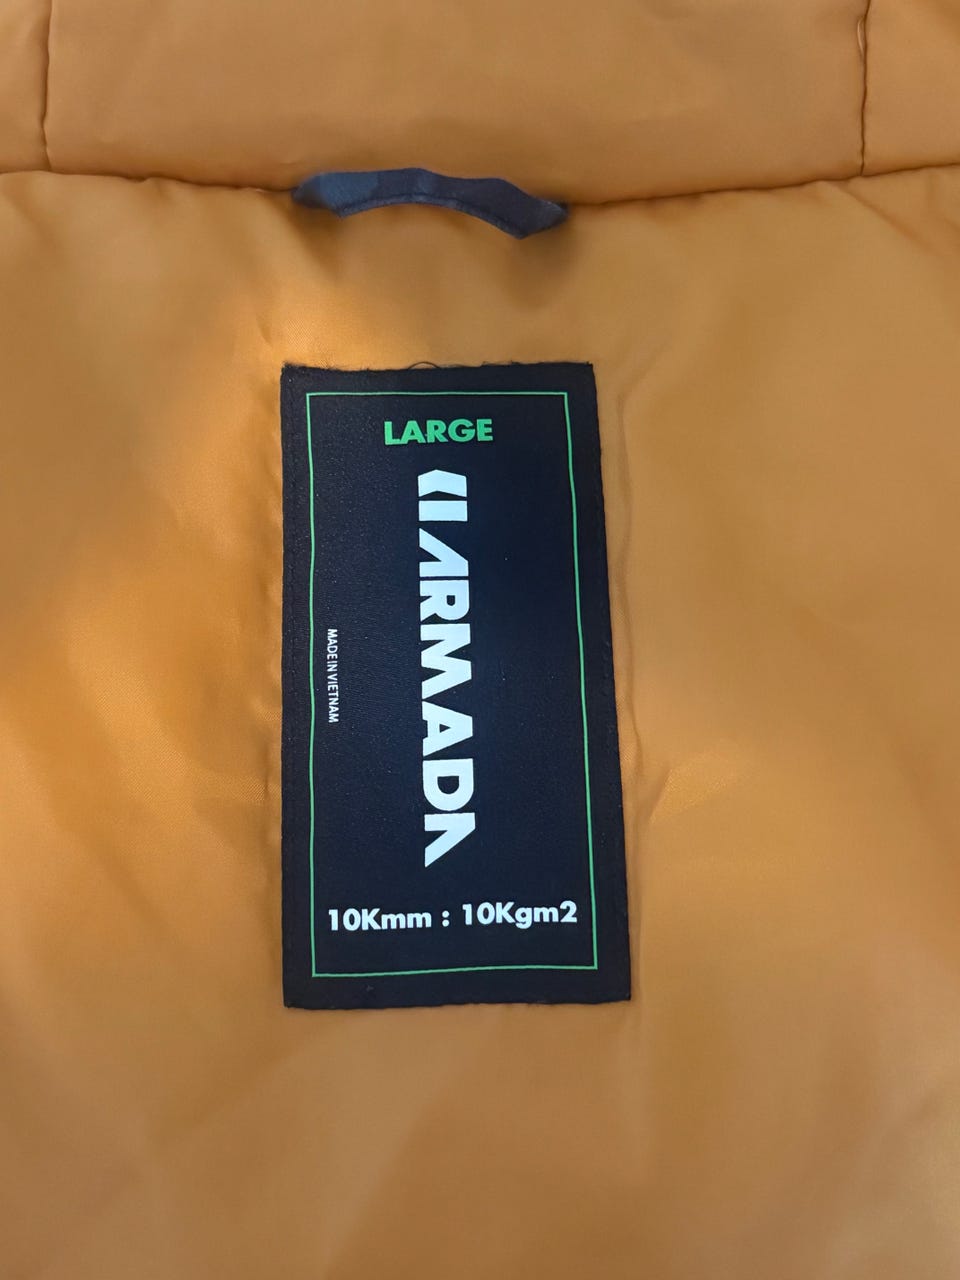 LARGE
ARMADA
MADE IN VIETNAM
10Kmm : 10Kgm2